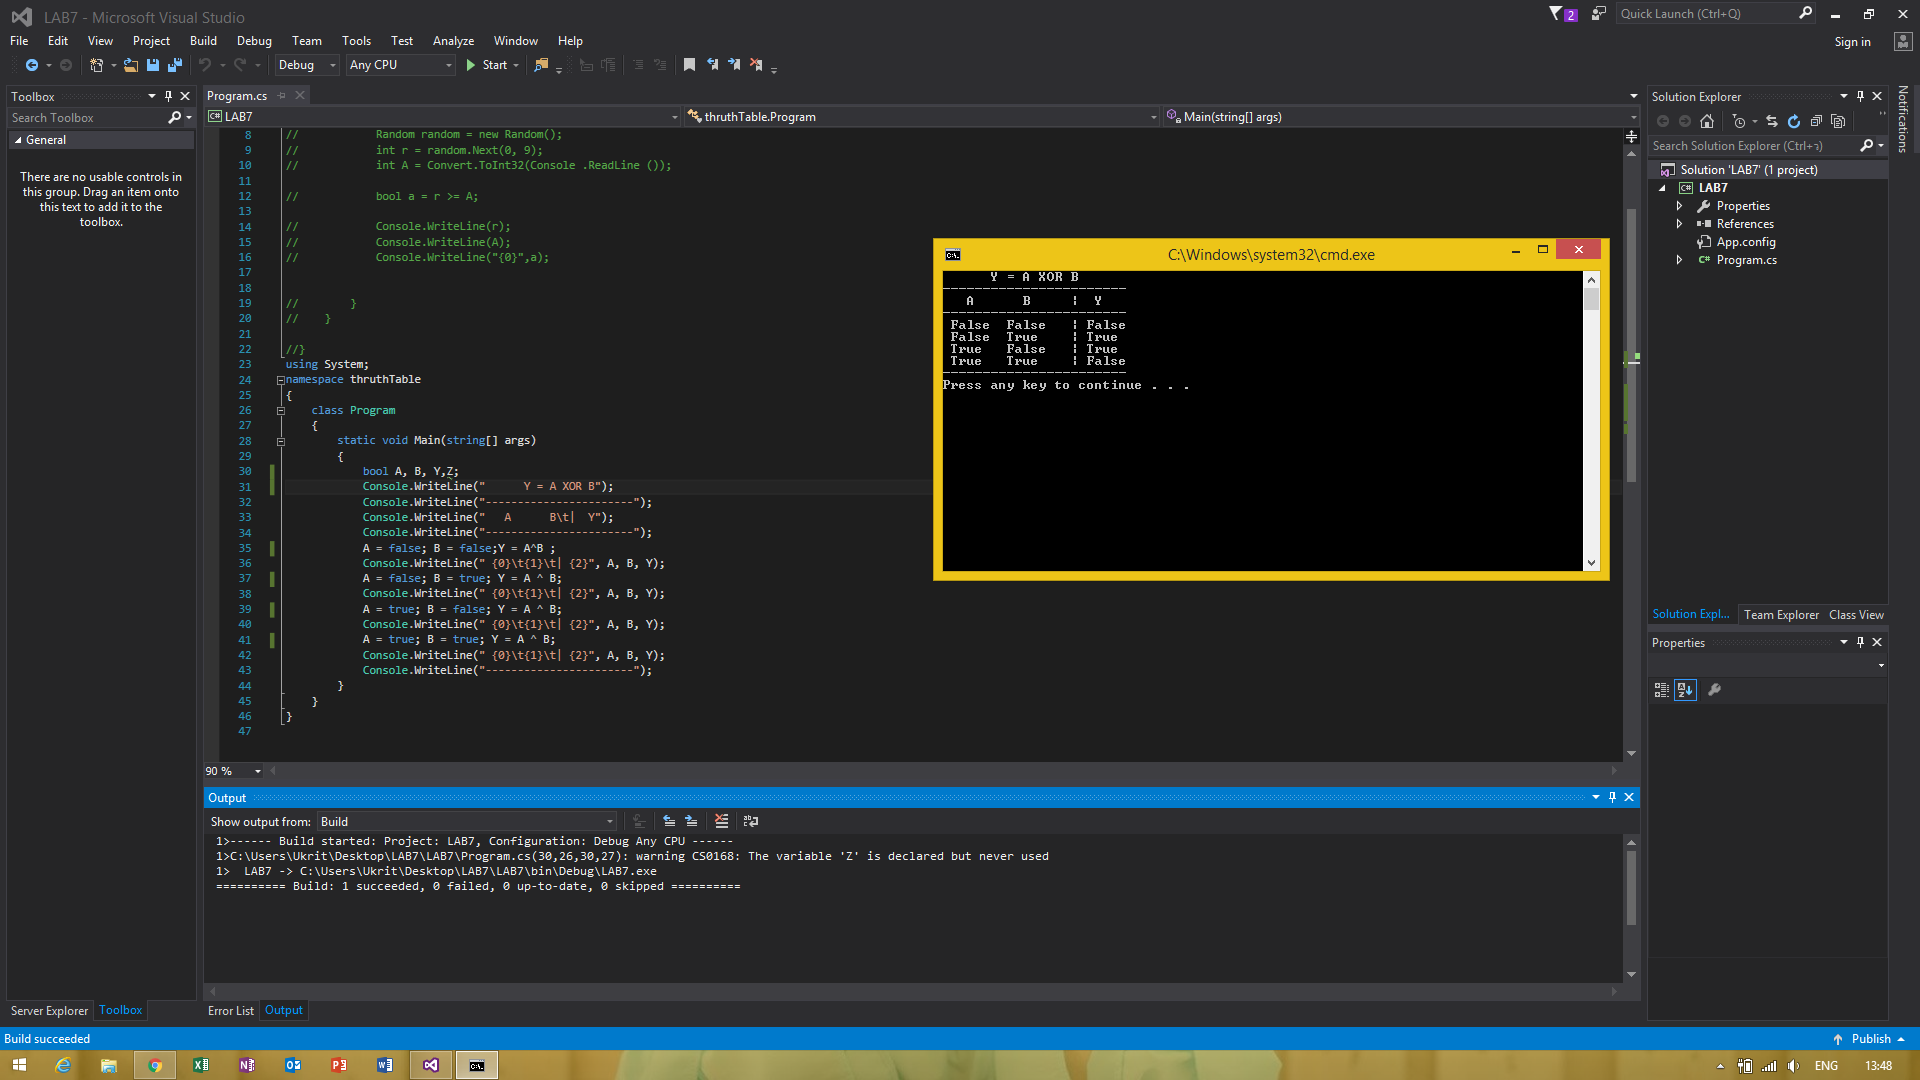 LAB7 - Microsoft Visual Studio
2
Quick Launch (Ctrl+Q)
File Edit View Project Build Debug Team Tools Test Analyze Window Help
Sign in
Debug Any CPU Start
Toolbox
Search Toolbox
General
There are no usable controls in
this group. Drag an item onto
this text to add it to the
toolbox.
Program.cs
C# LAB7 thruthTable.Program Main(string[] args)
8 // Random random = new Random();
9 // int r = random.Next(0, 9);
10 // int A = Convert.ToInt32(Console .ReadLine ());
11
12 // bool a = r >= A;
13
14 // Console.WriteLine(r);
15 // Console.WriteLine(A);
16 // Console.WriteLine("{0}",a);
17
18
19 // }
20 // }
21
22 //}
23 using System;
24 namespace thruthTable
25 {
26 class Program
27 {
28 static void Main(string[] args)
29 {
30 bool A, B, Y,Z;
31 Console.WriteLine("      Y = A XOR B");
32 Console.WriteLine("-----------------------");
33 Console.WriteLine("   A      B\t|  Y");
34 Console.WriteLine("-----------------------");
35 A = false; B = false;Y = A^B ;
36 Console.WriteLine(" {0}\t{1}\t| {2}", A, B, Y);
37 A = false; B = true; Y = A ^ B;
38 Console.WriteLine(" {0}\t{1}\t| {2}", A, B, Y);
39 A = true; B = false; Y = A ^ B;
40 Console.WriteLine(" {0}\t{1}\t| {2}", A, B, Y);
41 A = true; B = true; Y = A ^ B;
42 Console.WriteLine(" {0}\t{1}\t| {2}", A, B, Y);
43 Console.WriteLine("-----------------------");
44 }
45 }
46 }
47
90 %
C:\Windows\system32\cmd.exe
Y = A XOR B
-----------------------
A B ¦ Y
-----------------------
False False ¦ False
False True ¦ True
True False ¦ True
True True ¦ False
-----------------------
Press any key to continue . . .
Output
Show output from: Build
1>------ Build started: Project: LAB7, Configuration: Debug Any CPU ------
1>C:\Users\Ukrit\Desktop\LAB7\LAB7\Program.cs(30,26,30,27): warning CS0168: The variable 'Z' is declared but never used
1>  LAB7 -> C:\Users\Ukrit\Desktop\LAB7\LAB7\bin\Debug\LAB7.exe
========== Build: 1 succeeded, 0 failed, 0 up-to-date, 0 skipped ==========
Server Explorer Toolbox
Error List Output
Solution Explorer
Search Solution Explorer (Ctrl+ว)
Solution 'LAB7' (1 project)
C# LAB7
Properties
References
App.config
C# Program.cs
Solution Expl... Team Explorer Class View
Properties
Notifications
Build succeeded
Publish
ENG 13:48